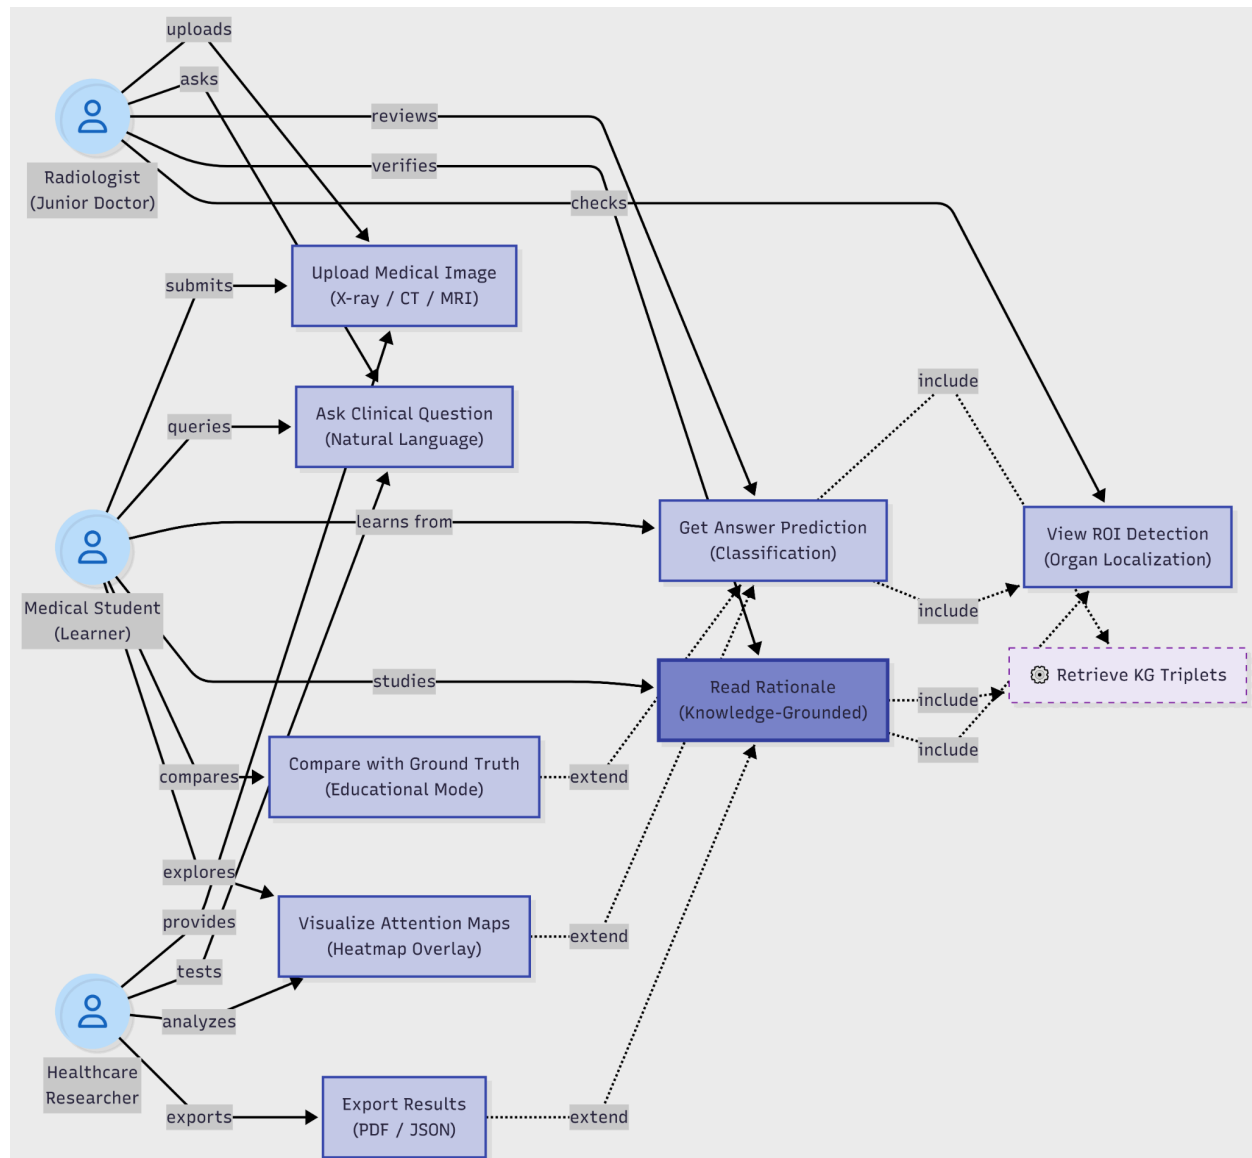 uploads
asks
reviews
verifies
checks
Radiologist
(Junior Doctor)
Upload Medical Image
(X-ray / CT / MRI)
submits
include
Ask Clinical Question
(Natural Language)
queries
learns from
Get Answer Prediction
(Classification)
View ROI Detection
(Organ Localization)
Medical Student
(Learner)
include
studies
Read Rationale
(Knowledge-Grounded)
include
Retrieve KG Triplets
include
compares
Compare with Ground Truth
(Educational Mode)
extend
explores
provides
tests
analyzes
Visualize Attention Maps
(Heatmap Overlay)
extend
Healthcare
Researcher
exports
Export Results
(PDF / JSON)
extend